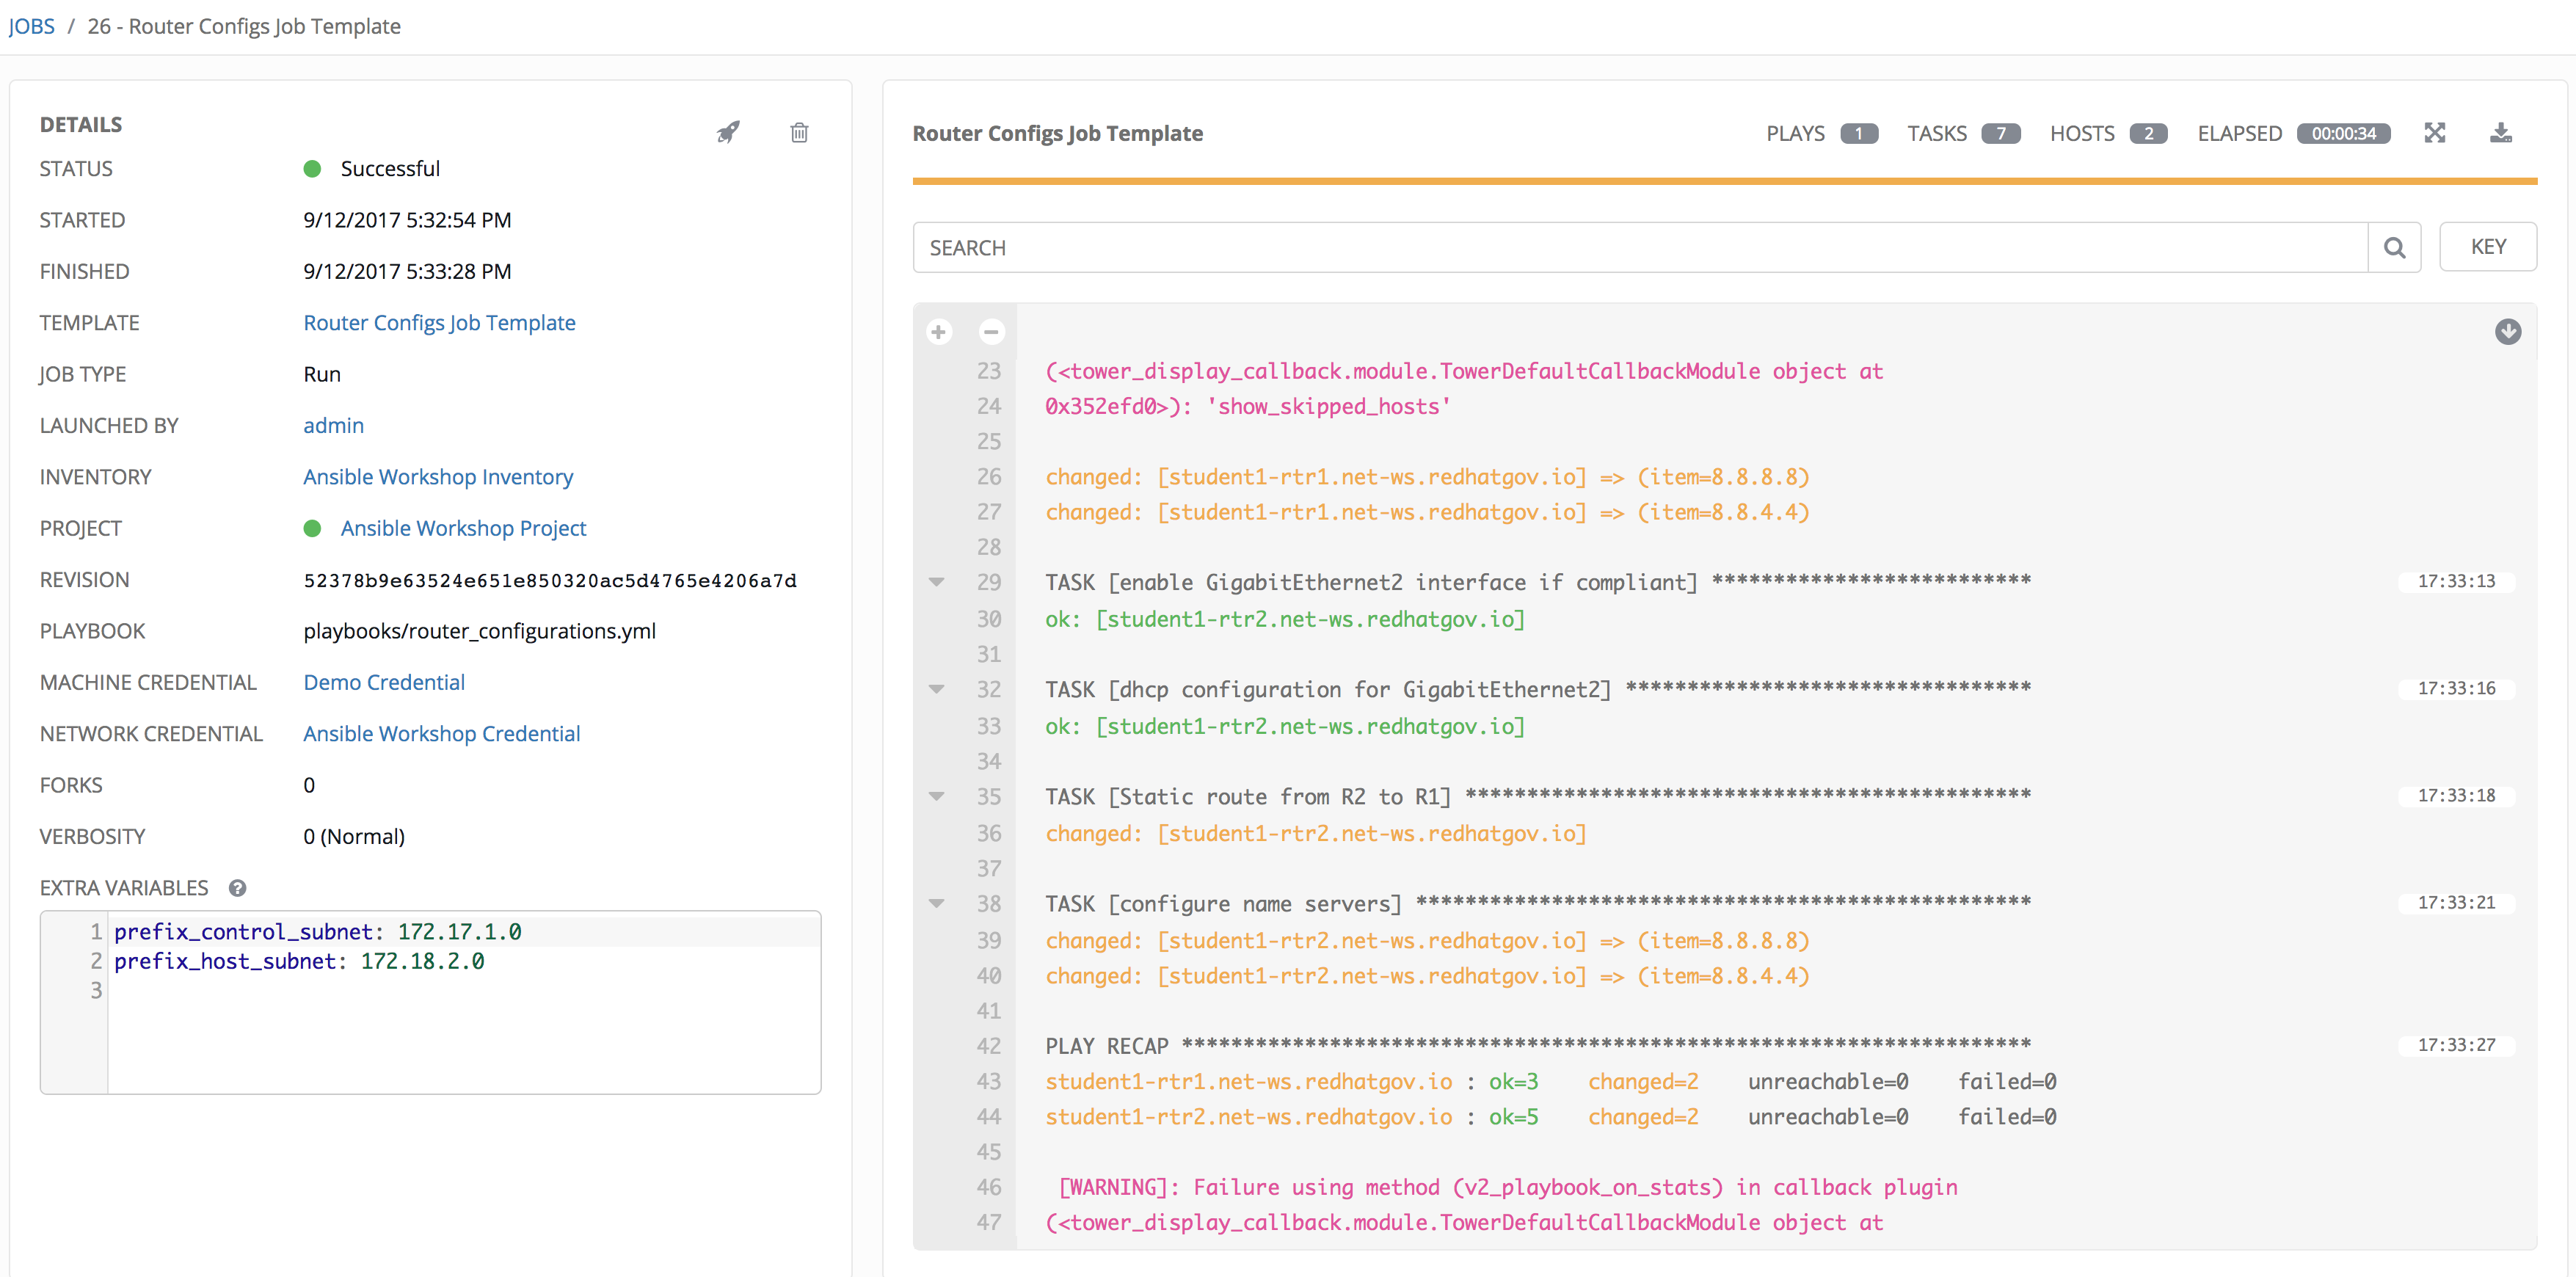 JOBS / 26 - Router Configs Job Template
DETAILS
STATUS Successful
STARTED 9/12/2017 5:32:54 PM
FINISHED 9/12/2017 5:33:28 PM
TEMPLATE Router Configs Job Template
JOB TYPE Run
LAUNCHED BY admin
INVENTORY Ansible Workshop Inventory
PROJECT Ansible Workshop Project
REVISION 52378b9e63524e651e850320ac5d4765e4206a7d
PLAYBOOK playbooks/router_configurations.yml
MACHINE CREDENTIAL Demo Credential
NETWORK CREDENTIAL Ansible Workshop Credential
FORKS 0
VERBOSITY 0 (Normal)
EXTRA VARIABLES ?
1 prefix_control_subnet: 172.17.1.0
2 prefix_host_subnet: 172.18.2.0
3
Router Configs Job Template PLAYS 1 TASKS 7 HOSTS 2 ELAPSED 00:00:34
SEARCH KEY
23 (<tower_display_callback.module.TowerDefaultCallbackModule object at
24 0x352efd0>): 'show_skipped_hosts'
25
26 changed: [student1-rtr1.net-ws.redhatgov.io] => (item=8.8.8.8)
27 changed: [student1-rtr1.net-ws.redhatgov.io] => (item=8.8.4.4)
28
29 TASK [enable GigabitEthernet2 interface if compliant] ************************** 17:33:13
30 ok: [student1-rtr2.net-ws.redhatgov.io]
31
32 TASK [dhcp configuration for GigabitEthernet2] ********************************* 17:33:16
33 ok: [student1-rtr2.net-ws.redhatgov.io]
34
35 TASK [Static route from R2 to R1] ********************************************** 17:33:18
36 changed: [student1-rtr2.net-ws.redhatgov.io]
37
38 TASK [configure name servers] ************************************************** 17:33:21
39 changed: [student1-rtr2.net-ws.redhatgov.io] => (item=8.8.8.8)
40 changed: [student1-rtr2.net-ws.redhatgov.io] => (item=8.8.4.4)
41
42 PLAY RECAP ********************************************************************* 17:33:27
43 student1-rtr1.net-ws.redhatgov.io : ok=3 changed=2 unreachable=0 failed=0
44 student1-rtr2.net-ws.redhatgov.io : ok=5 changed=2 unreachable=0 failed=0
45
46 [WARNING]: Failure using method (v2_playbook_on_stats) in callback plugin
47 (<tower_display_callback.module.TowerDefaultCallbackModule object at